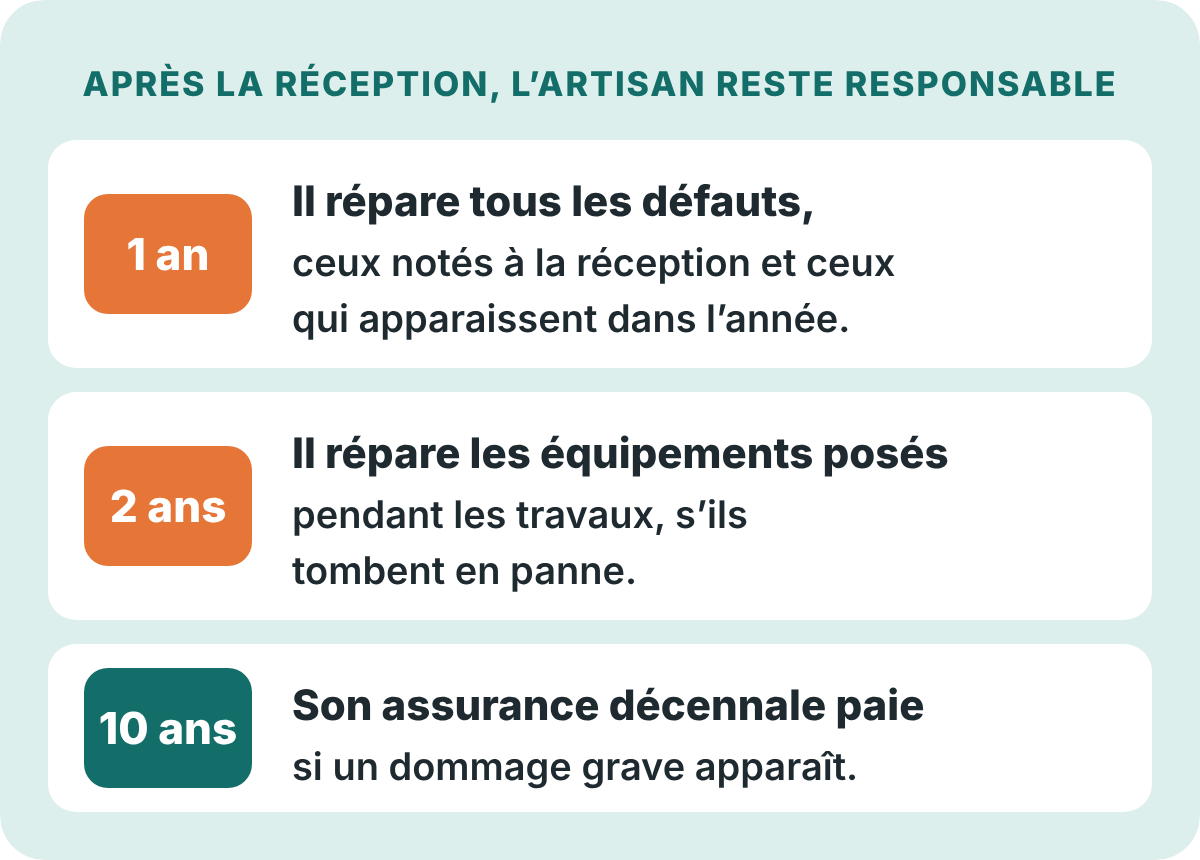 APRÈS LA RÉCEPTION, L’ARTISAN RESTE RESPONSABLE
1 an
Il répare tous les défauts,
ceux notés à la réception et ceux
qui apparaissent dans l’année.
2 ans
Il répare les équipements posés
pendant les travaux, s’ils
tombent en panne.
10 ans
Son assurance décennale paie
si un dommage grave apparaît.